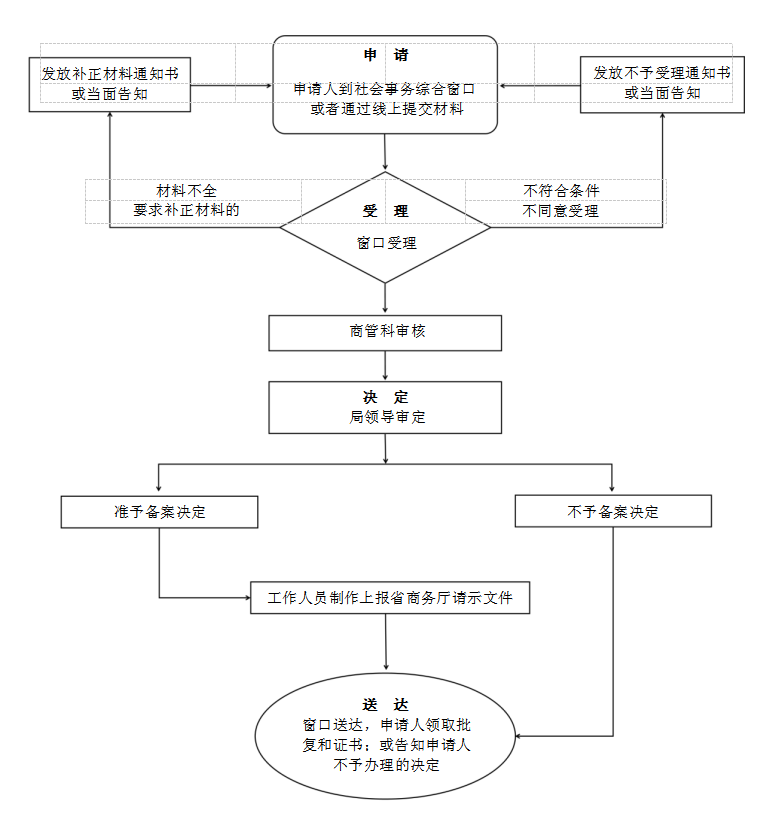 申　请
申请人到社会事务综合窗口
或者通过线上提交材料
发放补正材料通知书
或当面告知
发放不予受理通知书
或当面告知
材料不全
要求补正材料的
受　理
窗口受理
不符合条件
不同意受理
商管科审核
决　定
局领导审定
准予备案决定
不予备案决定
工作人员制作上报省商务厅请示文件
送　达
窗口送达，申请人领取批
复和证书；或告知申请人
不予办理的决定